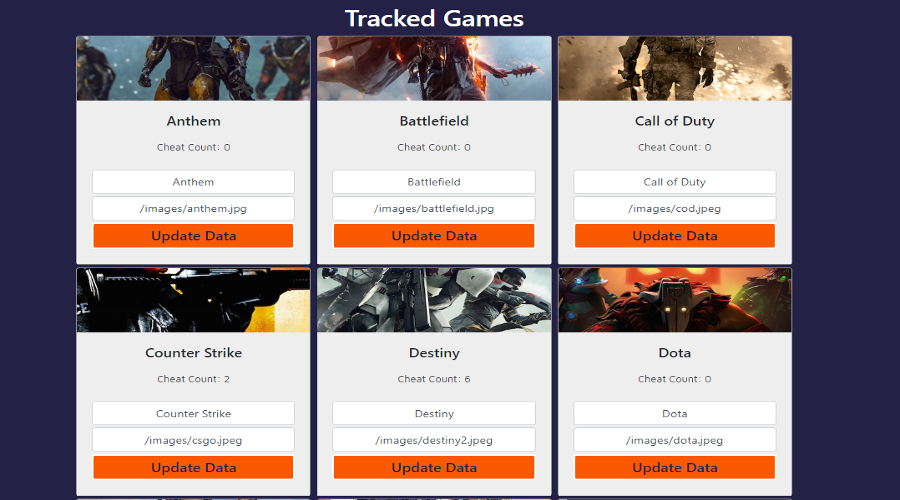 Tracked Games
Anthem
Cheat Count: 0
Anthem
/images/anthem.jpg
Update Data
Battlefield
Cheat Count: 0
Battlefield
/images/battlefield.jpg
Update Data
Call of Duty
Cheat Count: 0
Call of Duty
/images/cod.jpeg
Update Data
Counter Strike
Cheat Count: 2
Counter Strike
/images/csgo.jpeg
Update Data
Destiny
Cheat Count: 6
Destiny
/images/destiny2.jpeg
Update Data
Dota
Cheat Count: 0
Dota
/images/dota.jpeg
Update Data